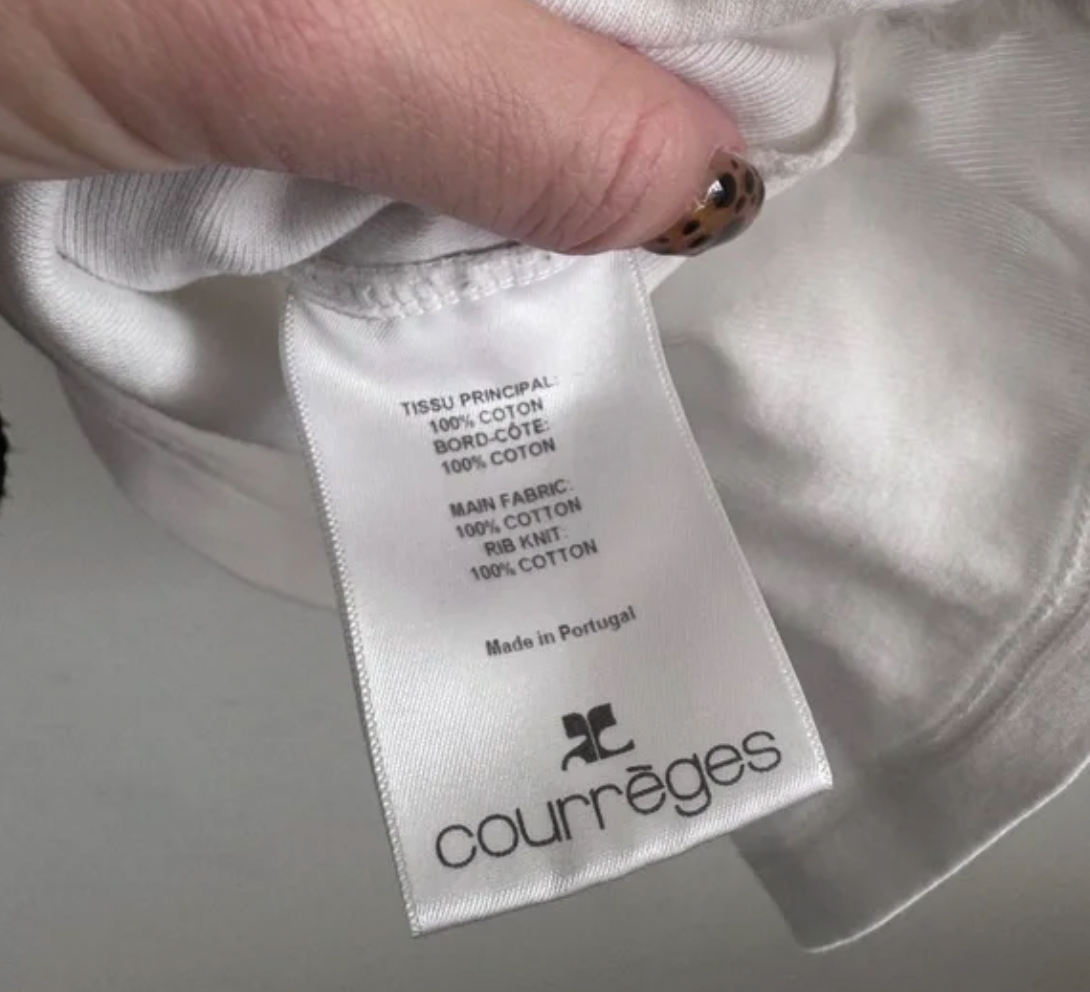 TISSU PRINCIPAL:
100% COTON
BORD-CÔTE:
100% COTON
MAIN FABRIC:
100% COTTON
RIB KNIT:
100% COTTON
Made in Portugal
courrēges